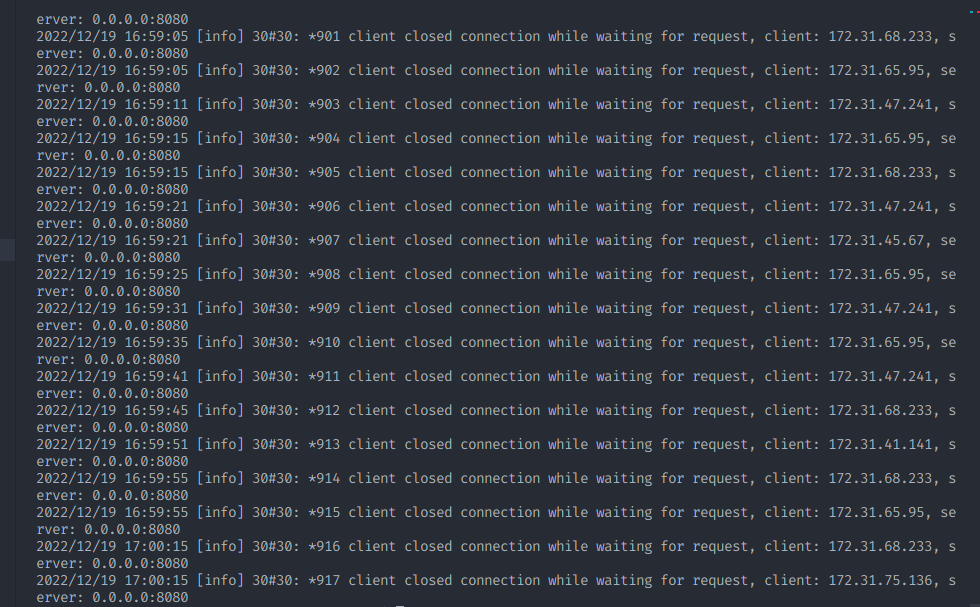 erver: 0.0.0.0:8080
2022/12/19 16:59:05 [info] 30#30: *901 client closed connection while waiting for request, client: 172.31.68.233, s
erver: 0.0.0.0:8080
2022/12/19 16:59:05 [info] 30#30: *902 client closed connection while waiting for request, client: 172.31.65.95, se
rver: 0.0.0.0:8080
2022/12/19 16:59:11 [info] 30#30: *903 client closed connection while waiting for request, client: 172.31.47.241, s
erver: 0.0.0.0:8080
2022/12/19 16:59:15 [info] 30#30: *904 client closed connection while waiting for request, client: 172.31.65.95, se
rver: 0.0.0.0:8080
2022/12/19 16:59:15 [info] 30#30: *905 client closed connection while waiting for request, client: 172.31.68.233, s
erver: 0.0.0.0:8080
2022/12/19 16:59:21 [info] 30#30: *906 client closed connection while waiting for request, client: 172.31.47.241, s
erver: 0.0.0.0:8080
2022/12/19 16:59:21 [info] 30#30: *907 client closed connection while waiting for request, client: 172.31.45.67, se
rver: 0.0.0.0:8080
2022/12/19 16:59:25 [info] 30#30: *908 client closed connection while waiting for request, client: 172.31.65.95, se
rver: 0.0.0.0:8080
2022/12/19 16:59:31 [info] 30#30: *909 client closed connection while waiting for request, client: 172.31.47.241, s
erver: 0.0.0.0:8080
2022/12/19 16:59:35 [info] 30#30: *910 client closed connection while waiting for request, client: 172.31.65.95, se
rver: 0.0.0.0:8080
2022/12/19 16:59:41 [info] 30#30: *911 client closed connection while waiting for request, client: 172.31.47.241, s
erver: 0.0.0.0:8080
2022/12/19 16:59:45 [info] 30#30: *912 client closed connection while waiting for request, client: 172.31.68.233, s
erver: 0.0.0.0:8080
2022/12/19 16:59:51 [info] 30#30: *913 client closed connection while waiting for request, client: 172.31.41.141, s
erver: 0.0.0.0:8080
2022/12/19 16:59:55 [info] 30#30: *914 client closed connection while waiting for request, client: 172.31.68.233, s
erver: 0.0.0.0:8080
2022/12/19 16:59:55 [info] 30#30: *915 client closed connection while waiting for request, client: 172.31.65.95, se
rver: 0.0.0.0:8080
2022/12/19 17:00:15 [info] 30#30: *916 client closed connection while waiting for request, client: 172.31.68.233, s
erver: 0.0.0.0:8080
2022/12/19 17:00:15 [info] 30#30: *917 client closed connection while waiting for request, client: 172.31.75.136, s
erver: 0.0.0.0:8080